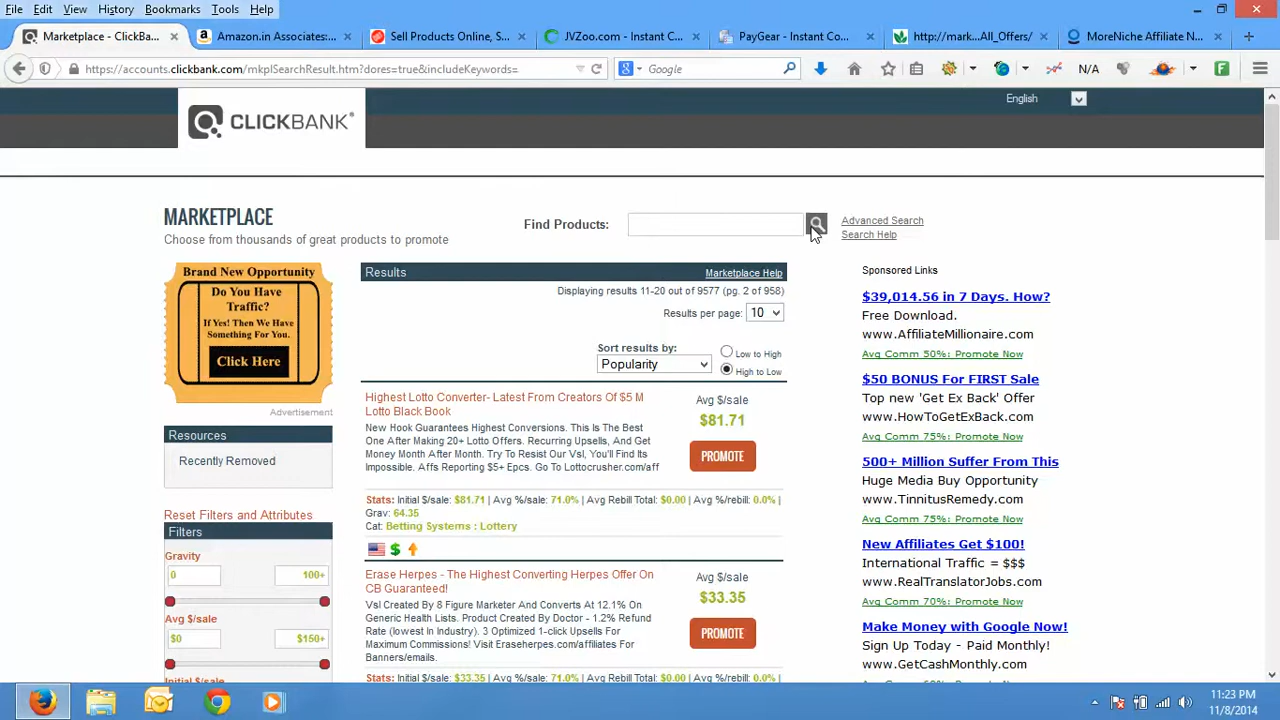 File Edit View History Bookmarks Tools Help
Marketplace - ClickBa... × Amazon.in Associates:... × Sell Products Online, S... × JVZoo.com - Instant C... × PayGear - Instant Co... × http://mark...All_Offers/ × MoreNiche Affiliate N... × +
https://accounts.clickbank.com/mkplSearchResult.htm?dores=true&includeKeywords= Google N/A
English
CLICKBANK®
MARKETPLACE
Choose from thousands of great products to promote
Find Products:
Advanced Search
Search Help
Brand New Opportunity
Do You Have
Traffic?
If Yes! Then We Have
Something For You.
Click Here
Advertisement
Resources
Recently Removed
Reset Filters and Attributes
Filters
Gravity
0 100+
Avg $/sale
$0 $150+
Initial $/sale
Results Marketplace Help
Displaying results 11-20 out of 9577 (pg. 2 of 958)
Results per page: 10
Sort results by:
Popularity
Low to High
High to Low
Highest Lotto Converter- Latest From Creators Of $5 M
Lotto Black Book
New Hook Guarantees Highest Conversions. This Is The Best
One After Making 20+ Lotto Offers. Recurring Upsells, And Get
Money Month After Month. Try To Resist Our Vsl, You'll Find Its
Impossible. Affs Reporting $5+ Epcs. Go To Lottocrusher.com/aff
Avg $/sale
$81.71
PROMOTE
Stats: Initial $/sale: $81.71 | Avg %/sale: 71.0% | Avg Rebill Total: $0.00 | Avg %/rebill: 0.0% |
Grav: 64.35
Cat: Betting Systems : Lottery
Erase Herpes - The Highest Converting Herpes Offer On
CB Guaranteed!
Vsl Created By 8 Figure Marketer And Converts At 12.1% On
Generic Health Lists. Product Created By Doctor - 1.2% Refund
Rate (lowest In Industry). 3 Optimized 1-click Upsells For
Maximum Commissions! Visit Eraseherpes.com/affiliates For
Banners/emails.
Avg $/sale
$33.35
PROMOTE
Stats: Initial $/sale: $33.35 | Avg %/sale: 71.0% | Avg Rebill Total: $0.00 | Avg %/rebill: 0.0% |
Sponsored Links
$39,014.56 in 7 Days. How?
Free Download.
www.AffiliateMillionaire.com
Avg Comm 50%: Promote Now
$50 BONUS For FIRST Sale
Top new 'Get Ex Back' Offer
www.HowToGetExBack.com
Avg Comm 75%: Promote Now
500+ Million Suffer From This
Huge Media Buy Opportunity
www.TinnitusRemedy.com
Avg Comm 75%: Promote Now
New Affiliates Get $100!
International Traffic = $$$
www.RealTranslatorJobs.com
Avg Comm 70%: Promote Now
Make Money with Google Now!
Sign Up Today - Paid Monthly!
www.GetCashMonthly.com
11:23 PM
11/8/2014